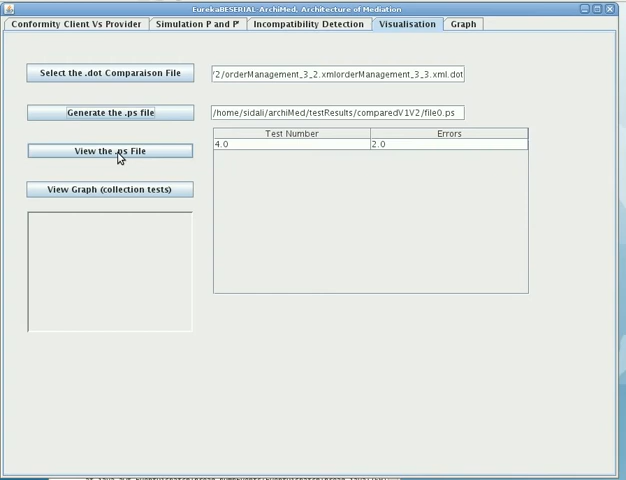 EurekaBESERIAL-ArchiMed, Architecture of Mediation
Conformity Client Vs Provider
Simulation P and P'
Incompatibility Detection
Visualisation
Graph
Select the .dot Comparaison File
'2/orderManagement_3_2.xmlorderManagement_3_3.xml.dot
Generate the .ps file
/home/sidali/archiMed/testResults/comparedV1V2/file0.ps
View the .ps File
Test Number
Errors
4.0
2.0
View Graph (collection tests)